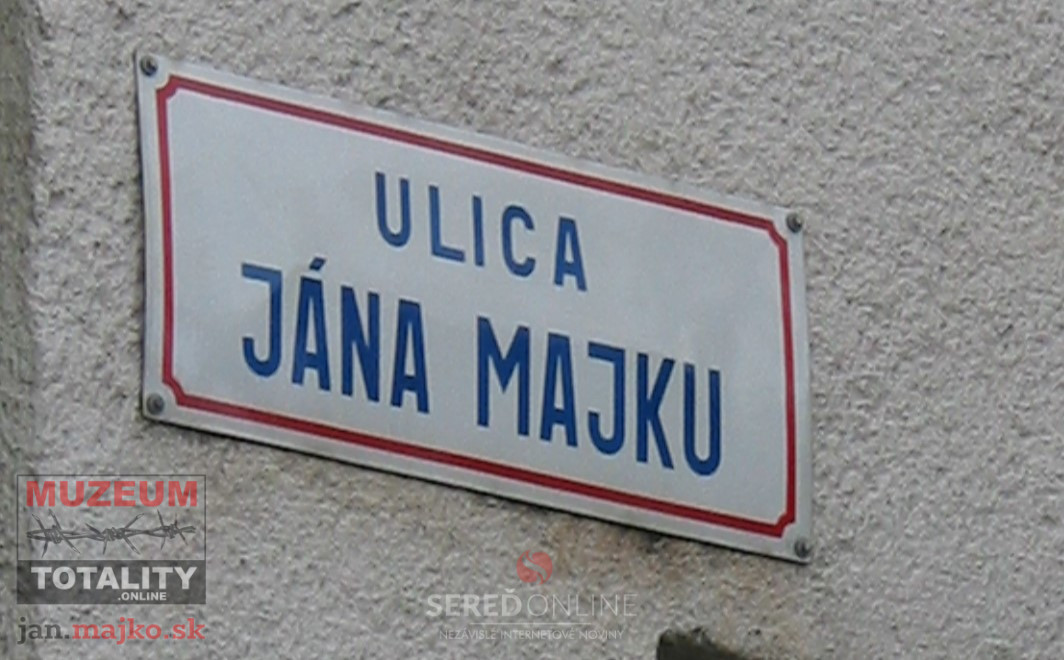 ULICA
JÁNA MAJKU
MUZEUM
TOTALITY
.ONLINE
jan.majko.sk
SEREĎONLINE
NEZÁVISLÉ INTERNETOVÉ NOVINY